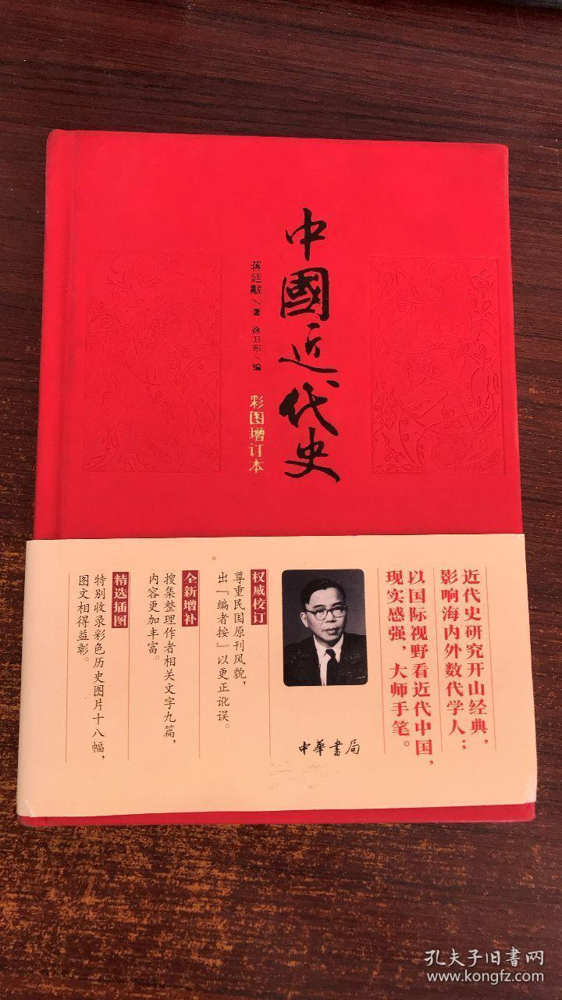 中國近代史
蒋廷黻／著 徐卫东／编
彩图增订本
近代史研究开山经典，
影响海内外数代学人；
以国际视野看近代中国，
现实感强，大师手笔。
中華書局
权威校订
尊重民国原刊风貌，
出『编者按』以更正讹误。
全新增补
搜集整理作者相关文字九篇，
内容更加丰富。
精选插图
特别收录彩色历史图片十八幅，
图文相得益彰。
孔夫子旧书网
www.kongfz.com